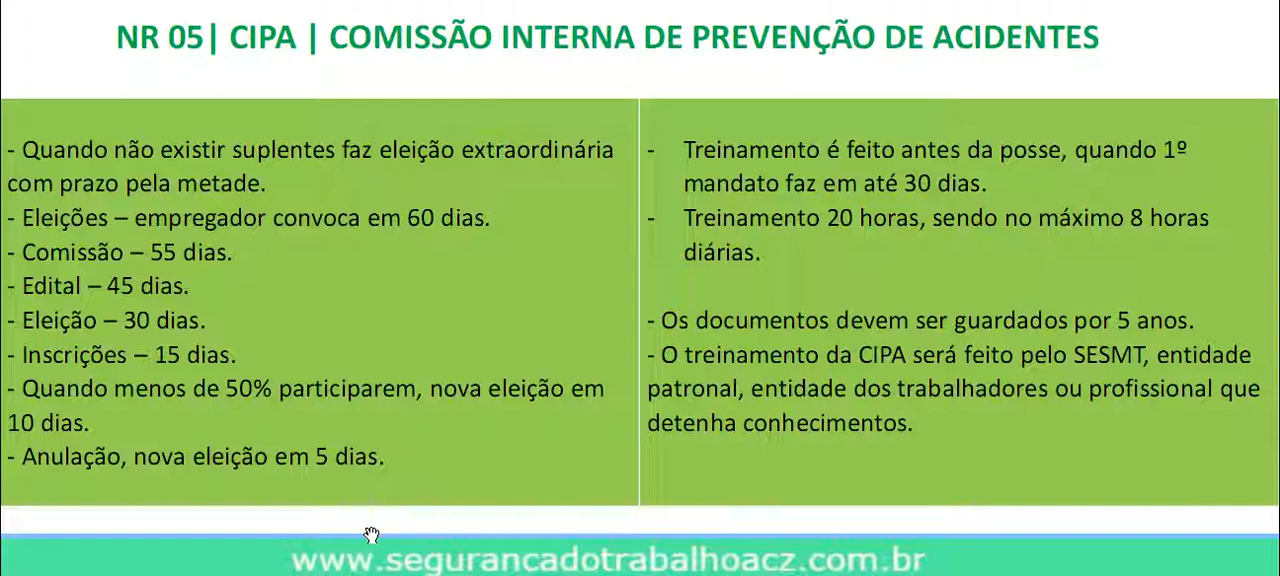 NR 05| CIPA | COMISSÃO INTERNA DE PREVENÇÃO DE ACIDENTES
- Quando não existir suplentes faz eleição extraordinária
com prazo pela metade.
- Eleições – empregador convoca em 60 dias.
- Comissão – 55 dias.
- Edital – 45 dias.
- Eleição – 30 dias.
- Inscrições – 15 dias.
- Quando menos de 50% participarem, nova eleição em
10 dias.
- Anulação, nova eleição em 5 dias.
- Treinamento é feito antes da posse, quando 1º
mandato faz em até 30 dias.
- Treinamento 20 horas, sendo no máximo 8 horas
diárias.
- Os documentos devem ser guardados por 5 anos.
- O treinamento da CIPA será feito pelo SESMT, entidade
patronal, entidade dos trabalhadores ou profissional que
detenha conhecimentos.
www.segurancadotrabalhoacz.com.br